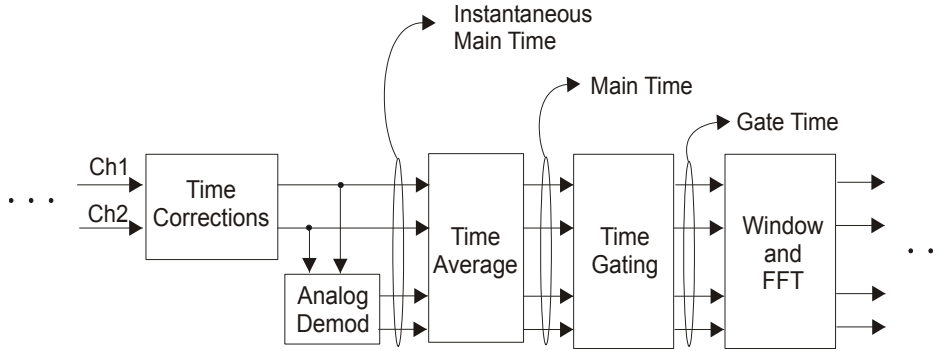 Instantaneous
Main Time
Main Time
Gate Time
Ch1
Ch2
Time
Corrections
Analog
Demod
Time
Average
Time
Gating
Window
and
FFT